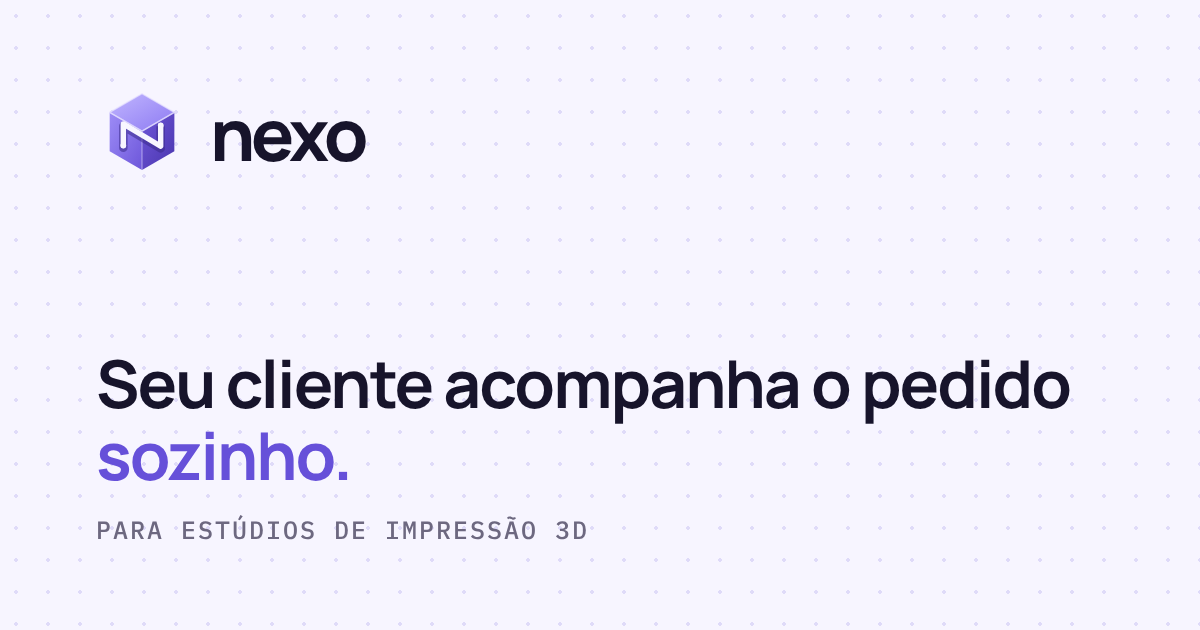 nexo
Seu cliente acompanha o pedido
sozinho.
PARA ESTÚDIOS DE IMPRESSÃO 3D